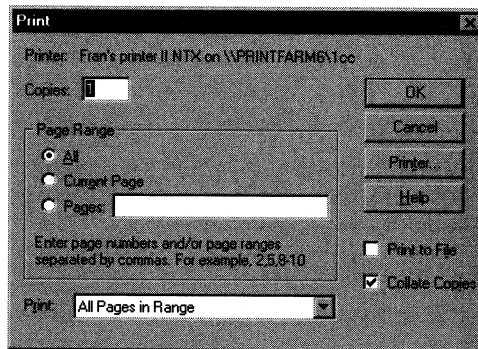 Print
Printer: Fran's printer II NTX on \\PRINTFARM6\1cc
Copies: 1
OK
Cancel
Printer...
Help
Page Range
All
Current Page
Pages:
Enter page numbers and/or page ranges
separated by commas. For example, 2,5,8-10
Print to File
Collate Copies
Print: All Pages in Range